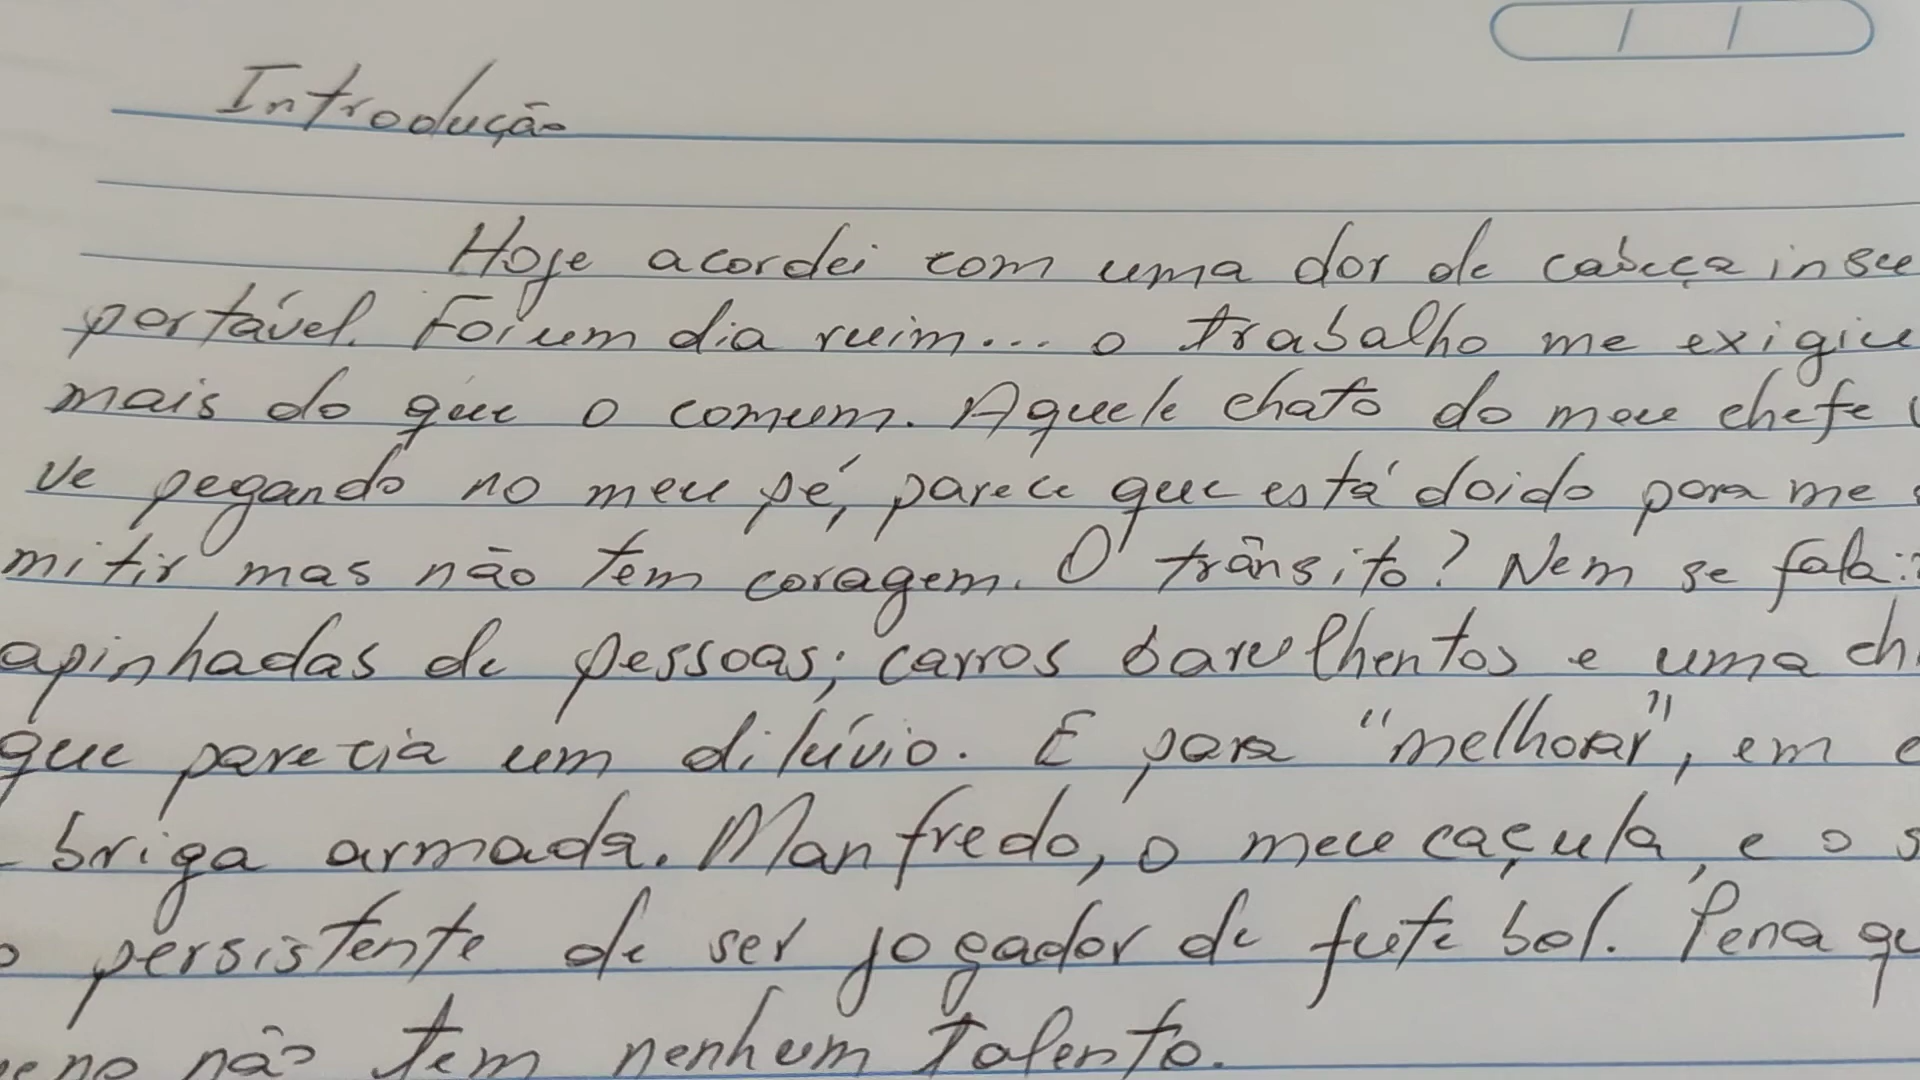 Introdução
Hoje acordei com uma dor de cabeça insu
portável. Foi um dia ruim... o trabalho me exigiu
mais do que o comum. Aquele chato do meu chefe
ve pegando no meu pé, parece que está doido para me
mitir mas não tem coragem. O trânsito? Nem se fala:
apinhadas de pessoas; carros barulhentos e uma ch
que parecia um dilúvio. E para "melhorar", em c
briga armada. Manfredo, o meu caçula, e o s
o persistente de ser jogador de futebol. Pena qu
eno não tem nenhum talento.